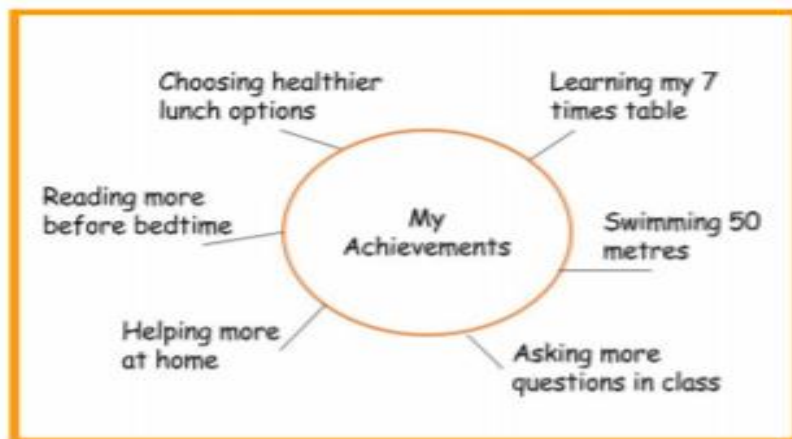 Choosing healthier
lunch options
Learning my 7
times table
Reading more
before bedtime
My
Achievements
Swimming 50
metres
Helping more
at home
Asking more
questions in class